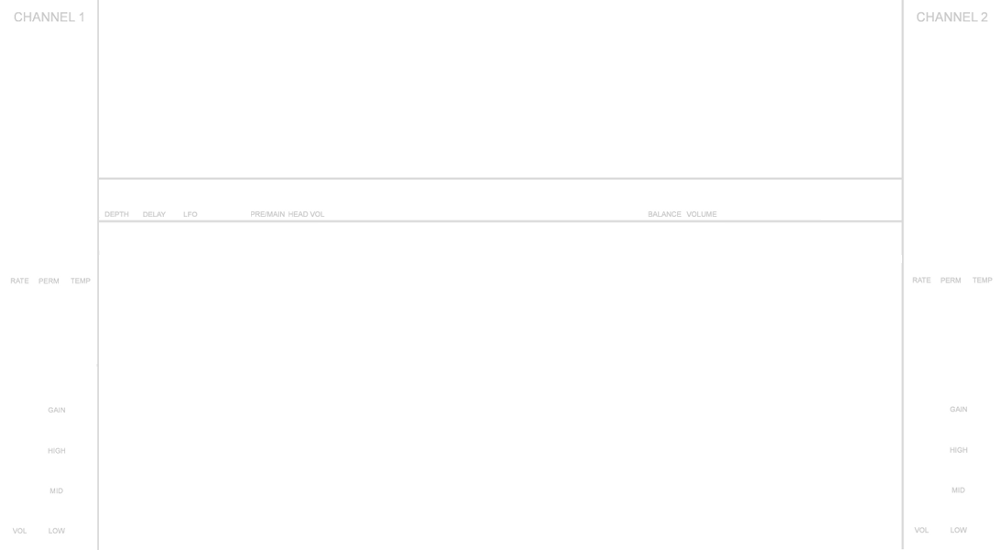 CHANNEL 1
CHANNEL 2
DEPTH DELAY LFO PRE/MAIN HEAD VOL BALANCE VOLUME
RATE PERM TEMP
RATE PERM TEMP
GAIN
GAIN
HIGH
HIGH
MID
MID
VOL LOW
VOL LOW